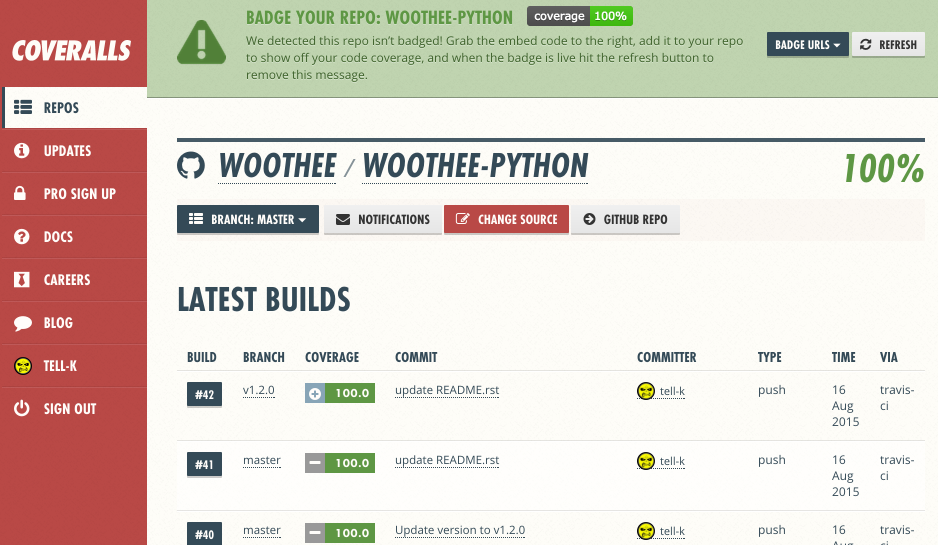 COVERALLS
REPOS
UPDATES
PRO SIGN UP
DOCS
CAREERS
BLOG
TELL-K
SIGN OUT
BADGE YOUR REPO: WOOTHEE-PYTHON coverage 100%
We detected this repo isn't badged! Grab the embed code to the right, add it to your repo
to show off your code coverage, and when the badge is live hit the refresh button to
remove this message.
BADGE URLS REFRESH
WOOTHEE / WOOTHEE-PYTHON 100%
BRANCH: MASTER NOTIFICATIONS CHANGE SOURCE GITHUB REPO
LATEST BUILDS
BUILD BRANCH COVERAGE COMMIT COMMITTER TYPE TIME VIA
#42 v1.2.0 100.0 update README.rst tell-k push 16 travis-
Aug ci
2015
#41 master 100.0 update README.rst tell-k push 16 travis-
Aug ci
2015
#40 master 100.0 Update version to v1.2.0 tell-k push 16 travis-
Aug ci